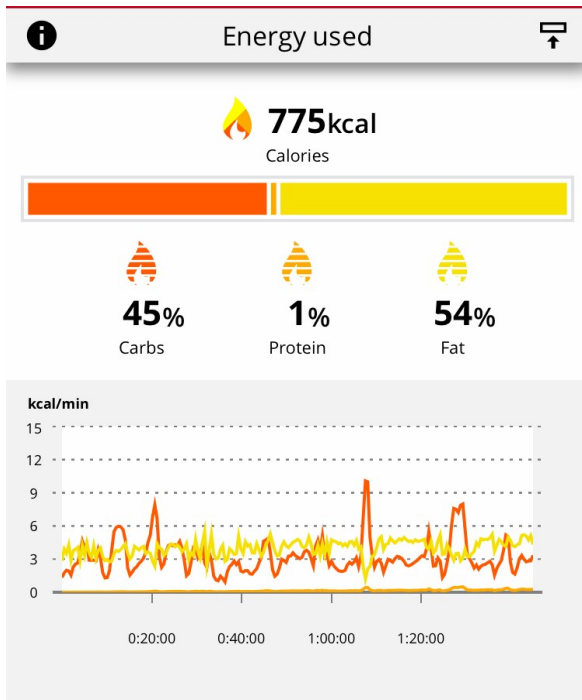 Energy used
775kcal
Calories
45% 1% 54%
Carbs Protein Fat
kcal/min
15
12
9
6
3
0
0:20:00 0:40:00 1:00:00 1:20:00